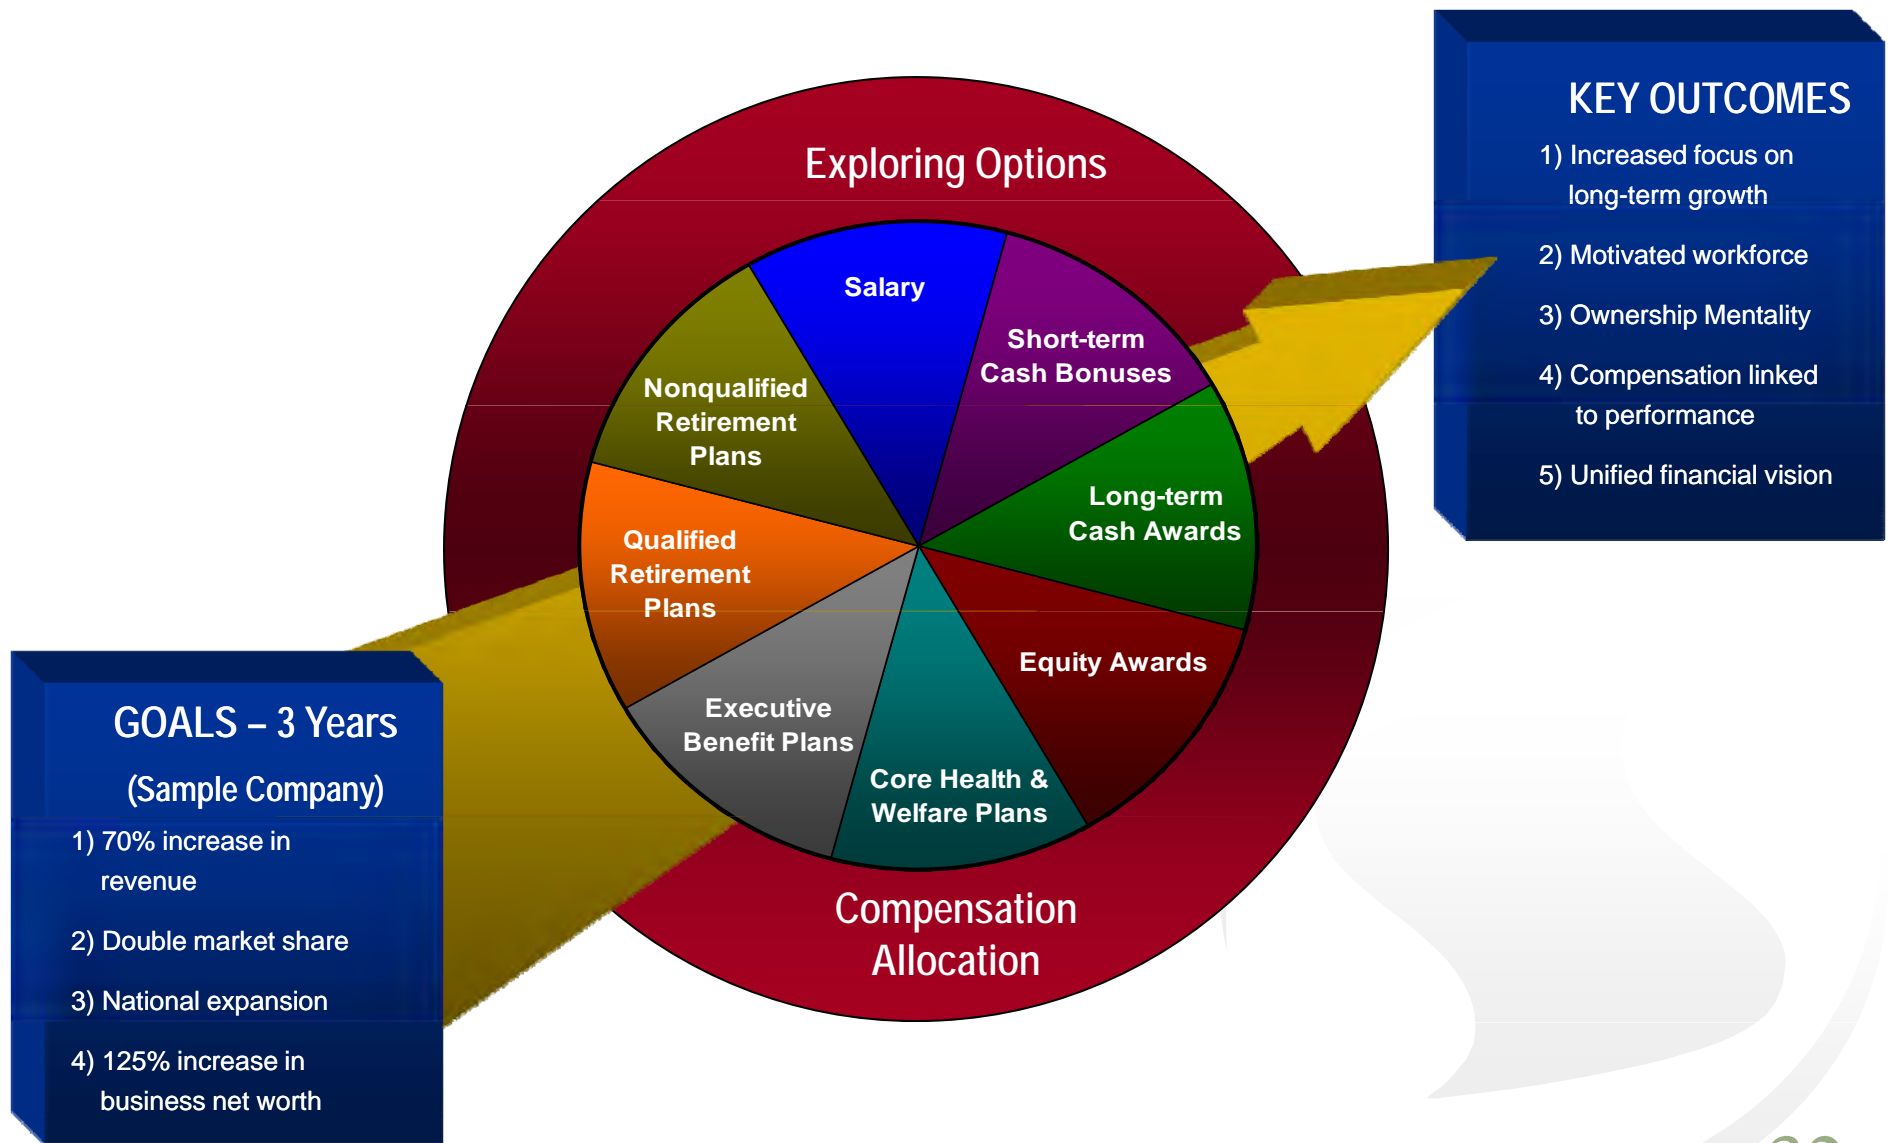 KEY OUTCOMES
1) Increased focus on
long-term growth
2) Motivated workforce
3) Ownership Mentality
4) Compensation linked
to performance
5) Unified financial vision
Exploring Options
Salary
Short-term
Cash Bonuses
Long-term
Cash Awards
Equity Awards
Core Health &
Welfare Plans
Executive
Benefit Plans
Qualified
Retirement
Plans
Nonqualified
Retirement
Plans
Compensation
Allocation
GOALS – 3 Years
(Sample Company)
1) 70% increase in
revenue
2) Double market share
3) National expansion
4) 125% increase in
business net worth